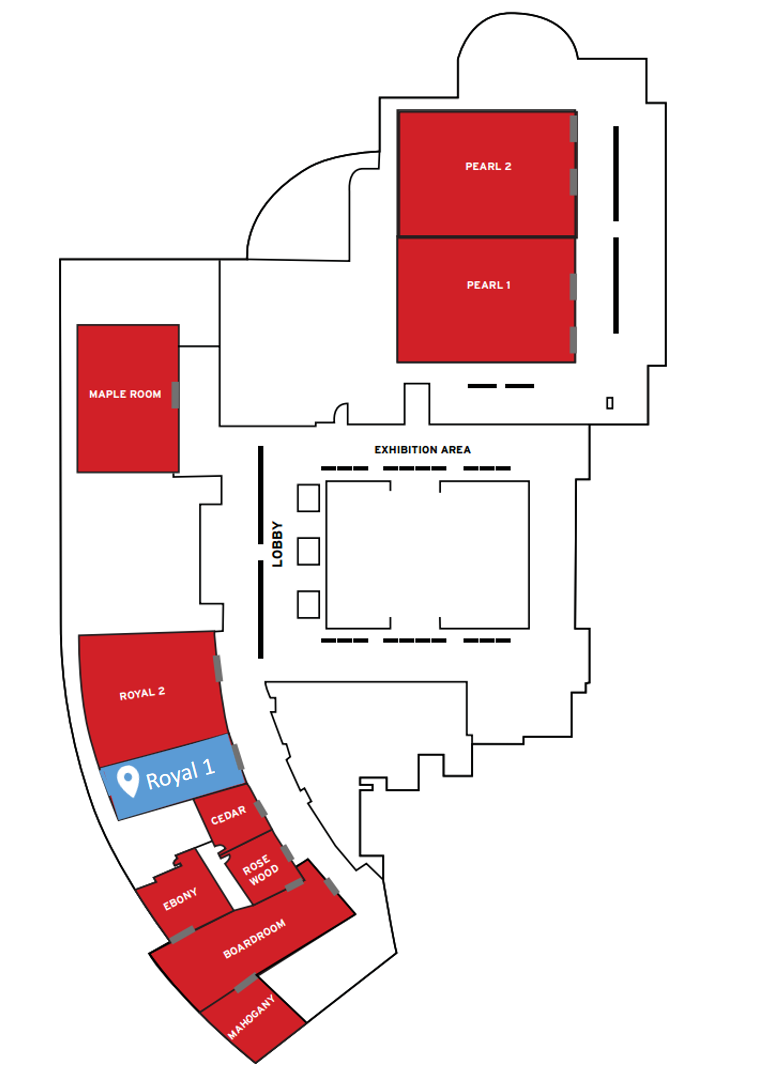 PEARL 2
PEARL 1
MAPLE ROOM
EXHIBITION AREA
LOBBY
ROYAL 2
Royal 1
CEDAR
ROSE
WOOD
EBONY
BOARDROOM
MAHOGANY